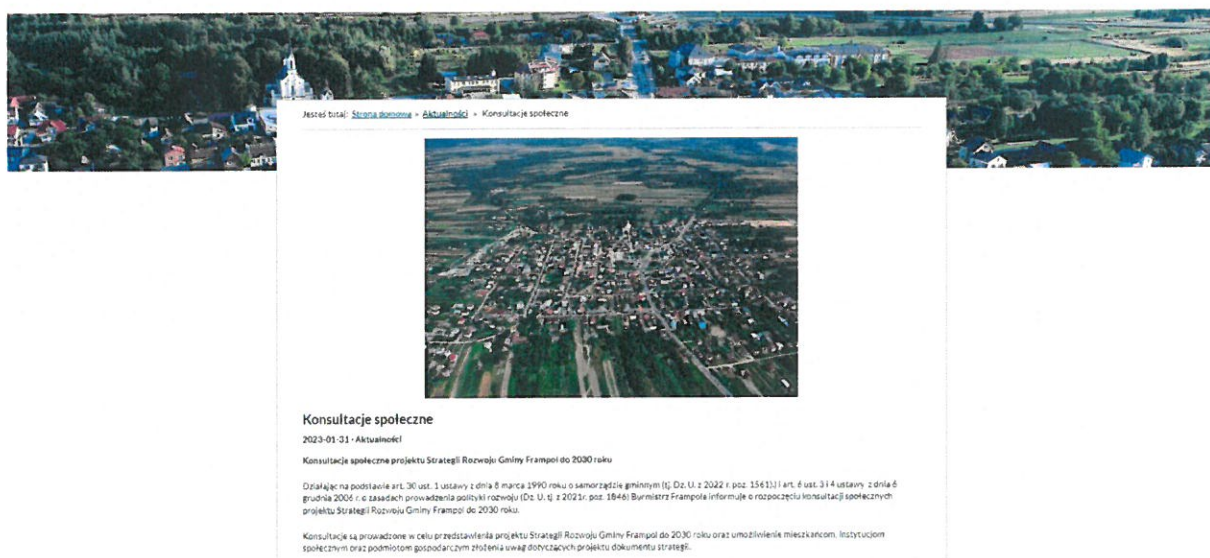 Jesteś tutaj: Strona domowa » Aktualności » Konsultacje społeczne
Konsultacje społeczne
2023-01-31 · Aktualności
Konsultacje społeczne projektu Strategii Rozwoju Gminy Frampol do 2030 roku
Działając na podstawie art. 30 ust. 1 ustawy z dnia 8 marca 1990 roku o samorządzie gminnym (tj. Dz. U. z 2022 r. poz. 1561).) i art. 6 ust. 3 i 4 ustawy z dnia 6
grudnia 2006 r. o zasadach prowadzenia polityki rozwoju (Dz. U. tj. z 2021r. poz. 1846) Burmistrz Frampola informuje o rozpoczęciu konsultacji społecznych
projektu Strategii Rozwoju Gminy Frampol do 2030 roku.
Konsultacje są prowadzone w celu przedstawienia projektu Strategii Rozwoju Gminy Frampol do 2030 roku oraz umożliwienie mieszkańcom, instytucjom
społecznym oraz podmiotom gospodarczym złożenia uwag dotyczących projektu dokumentu strategii.